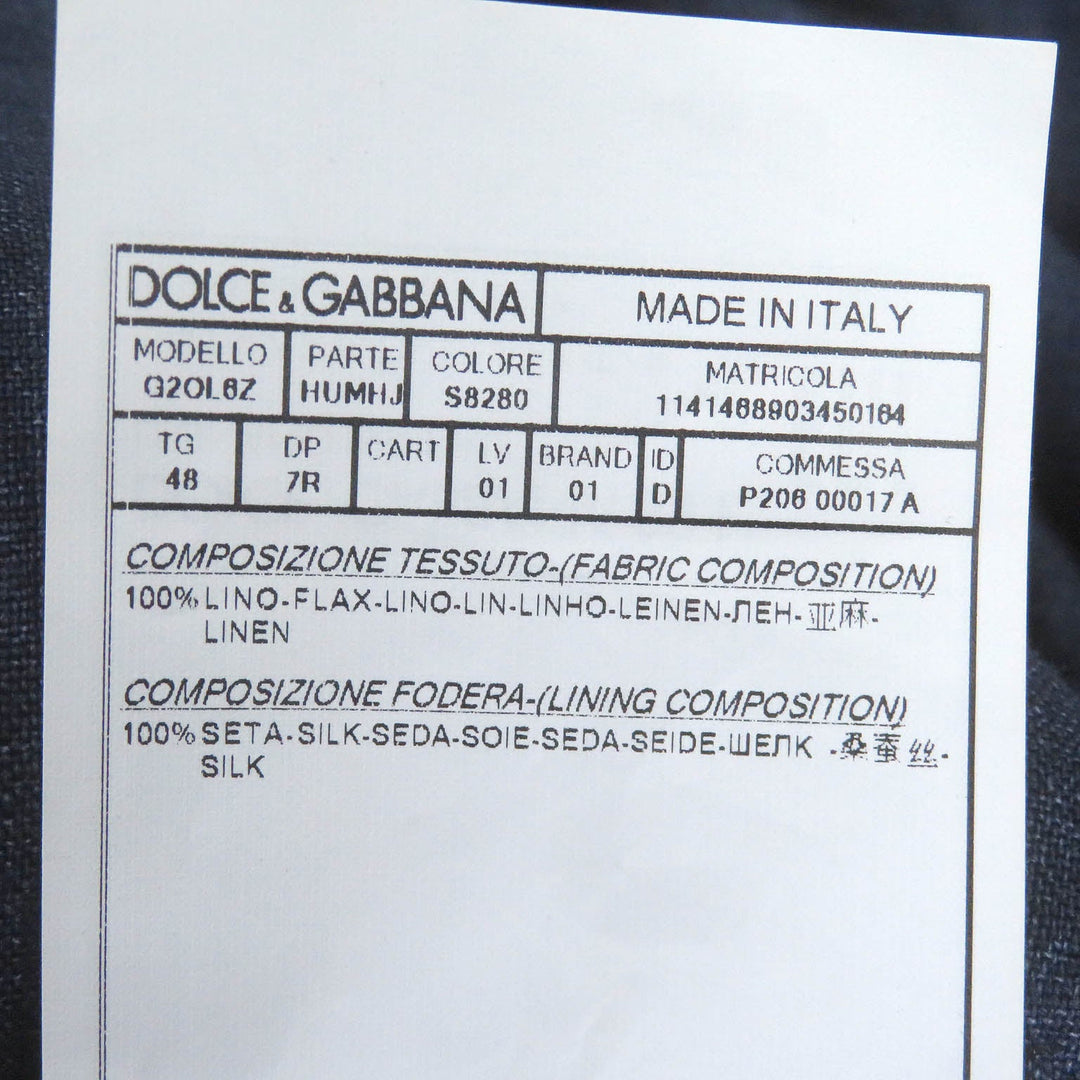 DOLCE & GABBANA MADE IN ITALY
MODELLO PARTE COLORE MATRICOLA
G2OL6Z HUMHJ S8280 1141468903450164
TG DP CART LV BRAND ID COMMESSA
48 7R 01 01 D P206 00017 A
COMPOSIZIONE TESSUTO-(FABRIC COMPOSITION)
100% LINO-FLAX-LINO-LIN-LINHO-LEINEN-ЛЕН-亚麻-
LINEN
COMPOSIZIONE FODERA-(LINING COMPOSITION)
100% SETA-SILK-SEDA-SOIE-SEDA-SEIDE-ШЕЛК -桑蚕丝-
SILK